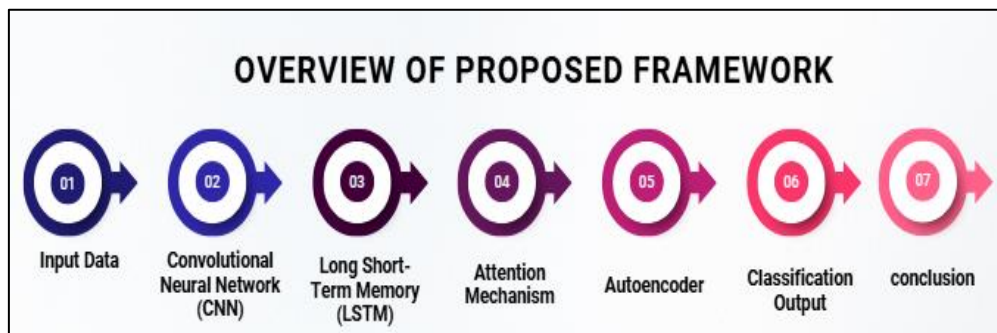 OVERVIEW OF PROPOSED FRAMEWORK
01
02
03
04
05
06
07
Input Data
Convolutional
Neural Network
(CNN)
Long Short-
Term Memory
(LSTM)
Attention
Mechanism
Autoencoder
Classification
Output
conclusion